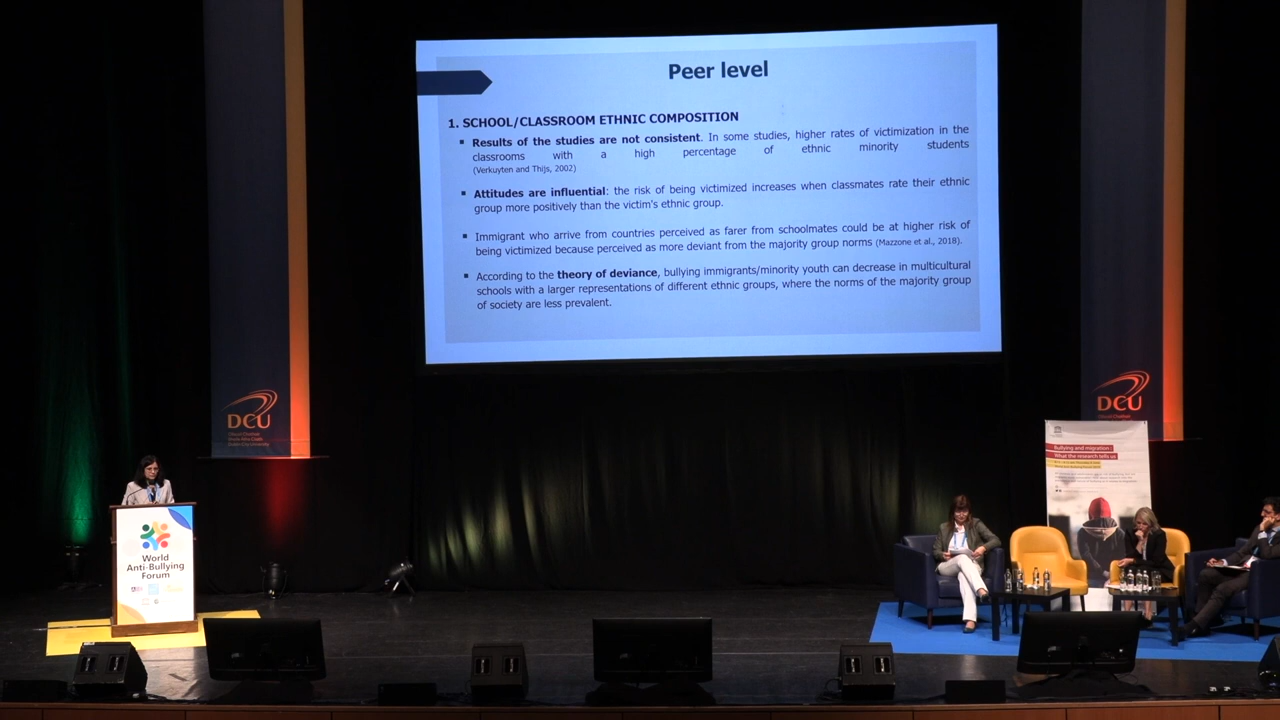 Peer level
1. SCHOOL/CLASSROOM ETHNIC COMPOSITION
▪ Results of the studies are not consistent. In some studies, higher rates of victimization in the
classrooms with a high percentage of ethnic minority students
(Verkuyten and Thijs, 2002)
▪ Attitudes are influential: the risk of being victimized increases when classmates rate their ethnic
group more positively than the victim's ethnic group.
▪ Immigrant who arrive from countries perceived as farer from schoolmates could be at higher risk of
being victimized because perceived as more deviant from the majority group norms (Mazzone et al., 2018).
▪ According to the theory of deviance, bullying immigrants/minority youth can decrease in multicultural
schools with a larger representations of different ethnic groups, where the norms of the majority group
of society are less prevalent.
DCU
DCU
Bullying and migration :
What the research tells us
World
Anti-Bullying
Forum